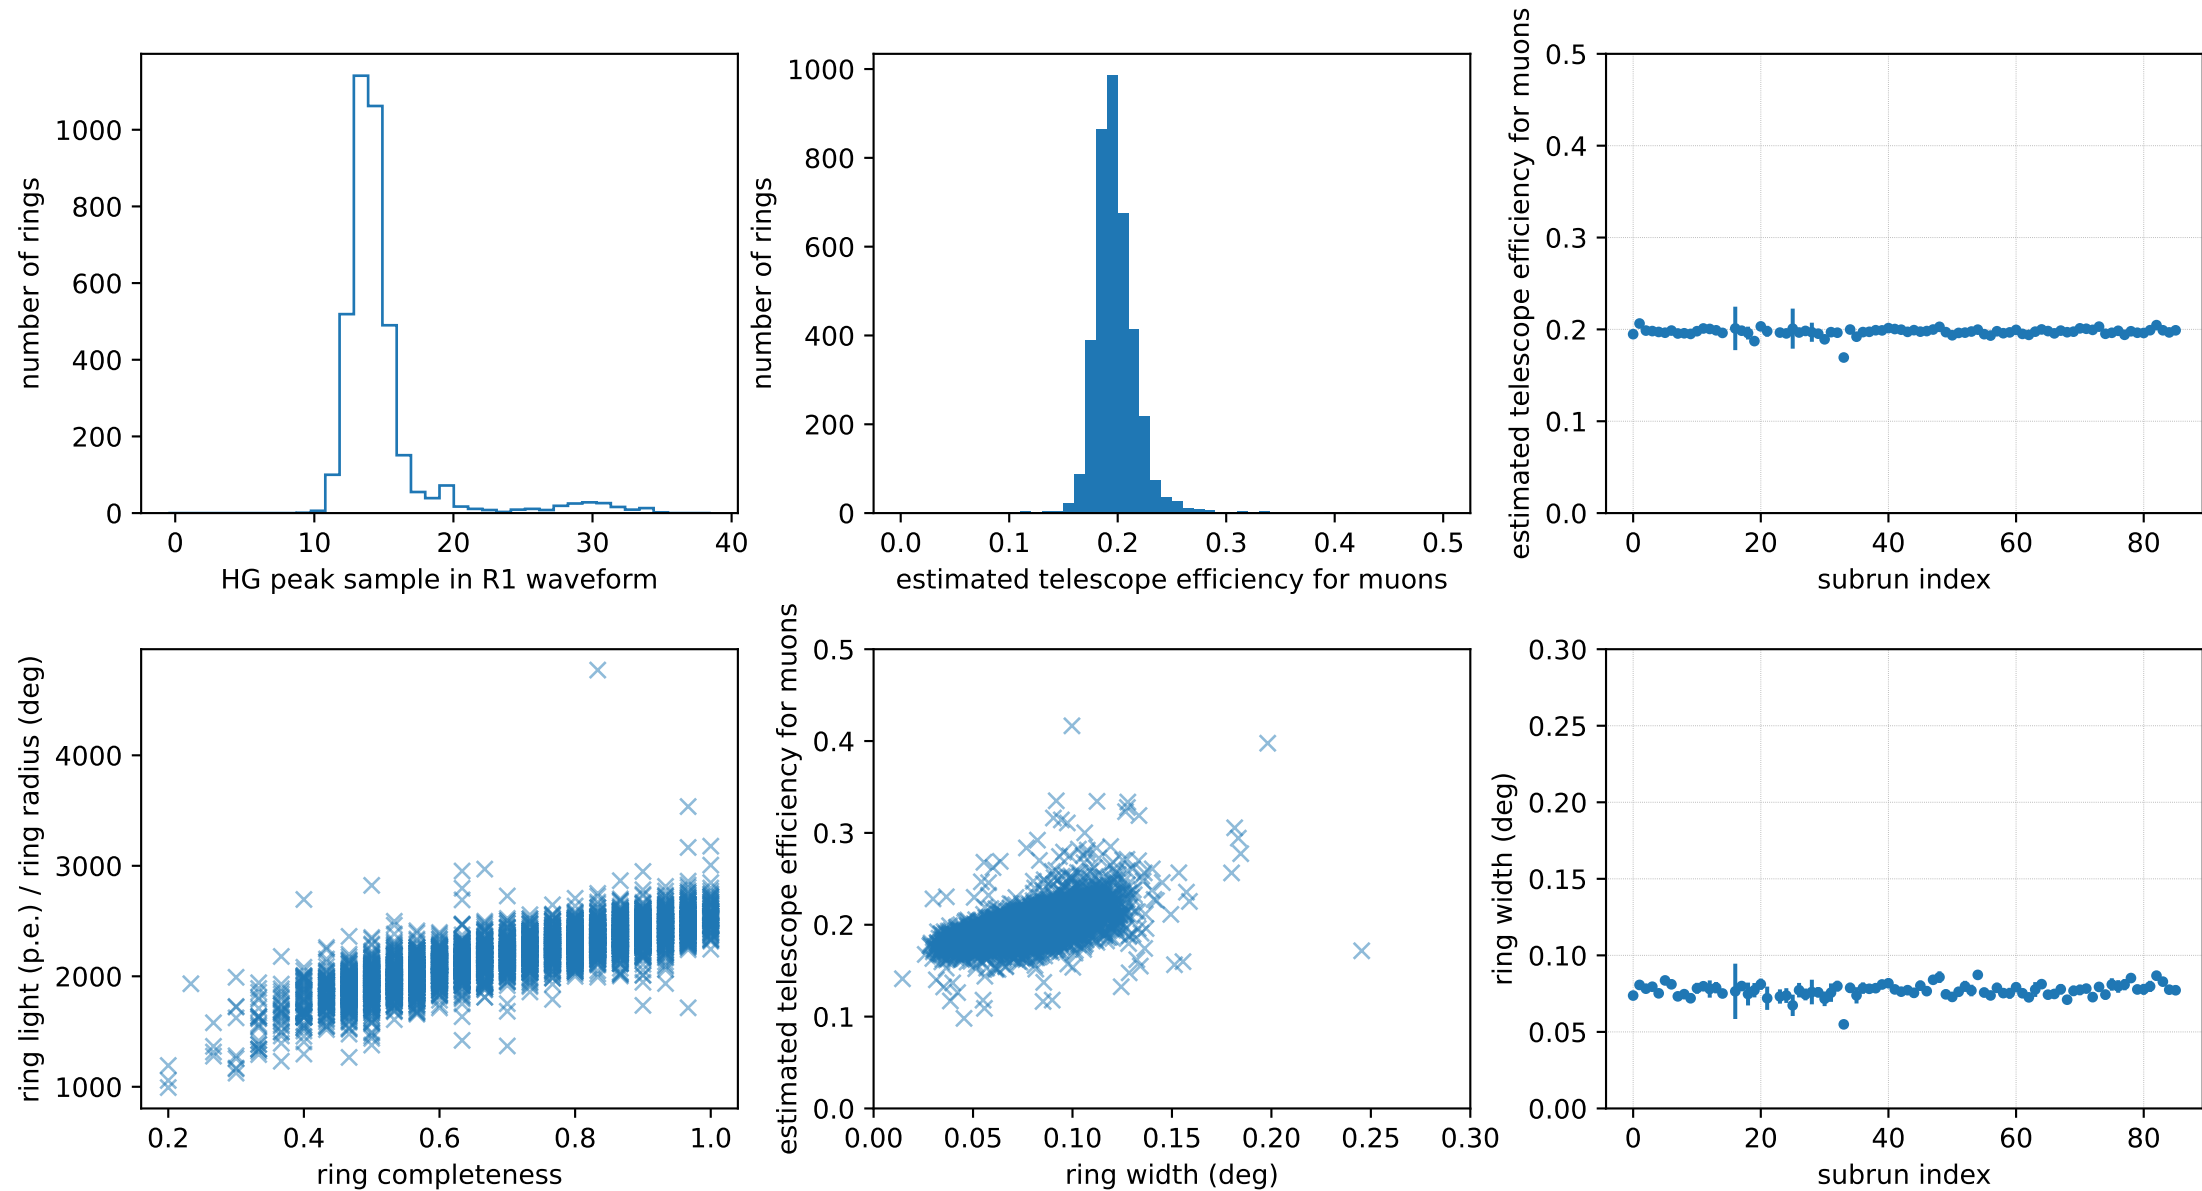 number of rings
1000
800
600
400
200
0
0 10 20 30 40
HG peak sample in R1 waveform
number of rings
1000
800
600
400
200
0
0.0 0.1 0.2 0.3 0.4 0.5
estimated telescope efficiency for muons
estimated telescope efficiency for muons
0.5
0.4
0.3
0.2
0.1
0.0
0 20 40 60 80
subrun index
ring light (p.e.) / ring radius (deg)
4000
3000
2000
1000
0.2 0.4 0.6 0.8 1.0
ring completeness
estimated telescope efficiency for muons
0.5
0.4
0.3
0.2
0.1
0.0
0.00 0.05 0.10 0.15 0.20 0.25 0.30
ring width (deg)
ring width (deg)
0.30
0.25
0.20
0.15
0.10
0.05
0.00
0 20 40 60 80
subrun index